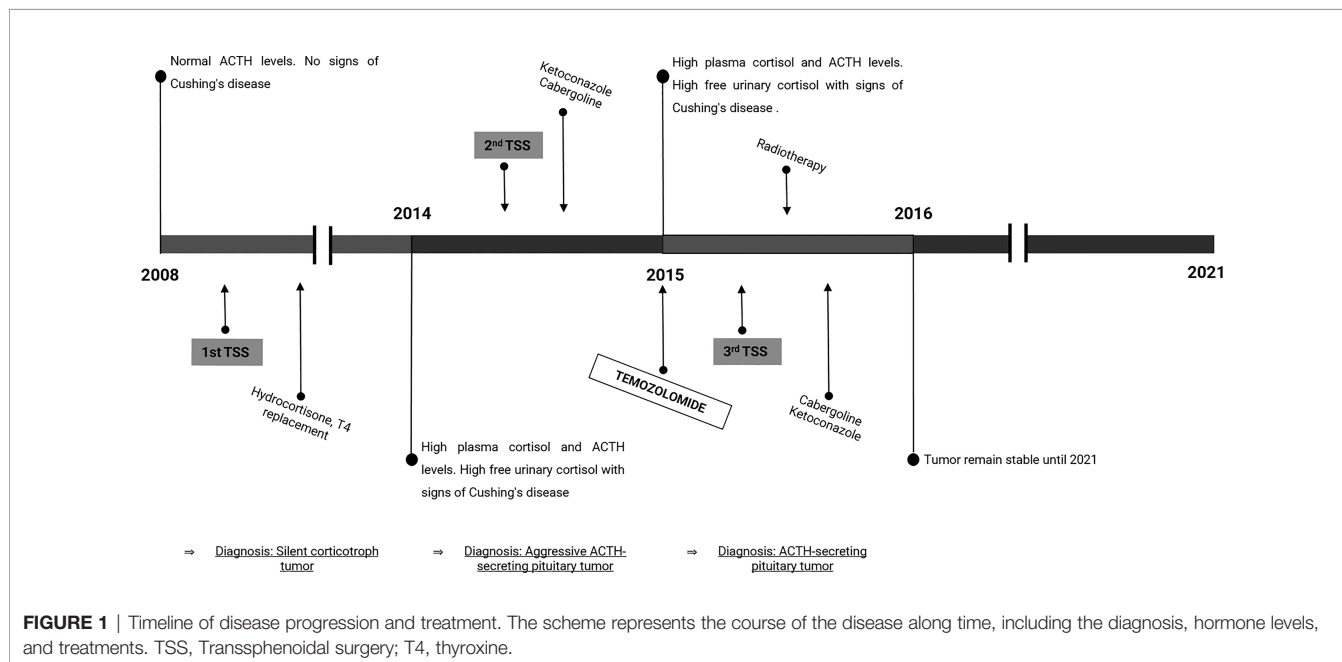 Normal ACTH levels. No signs of
Cushing's disease
Ketoconazole
Cabergoline
2nd TSS
High plasma cortisol and ACTH levels.
High free urinary cortisol with signs of
Cushing's disease .
Radiotherapy
2014
2016
2008
2015
2021
1st TSS
Hydrocortisone, T4
replacement
TEMOZOLOMIDE
3rd TSS
Cabergoline
Ketoconazole
High plasma cortisol and ACTH
levels. High free urinary cortisol with
signs of Cushing's disease
Tumor remain stable until 2021
⇒ Diagnosis: Silent corticotroph
tumor
⇒ Diagnosis: Aggressive ACTH-
secreting pituitary tumor
⇒ Diagnosis: ACTH-secreting
pituitary tumor
FIGURE 1 | Timeline of disease progression and treatment. The scheme represents the course of the disease along time, including the diagnosis, hormone levels,
and treatments. TSS, Transsphenoidal surgery; T4, thyroxine.